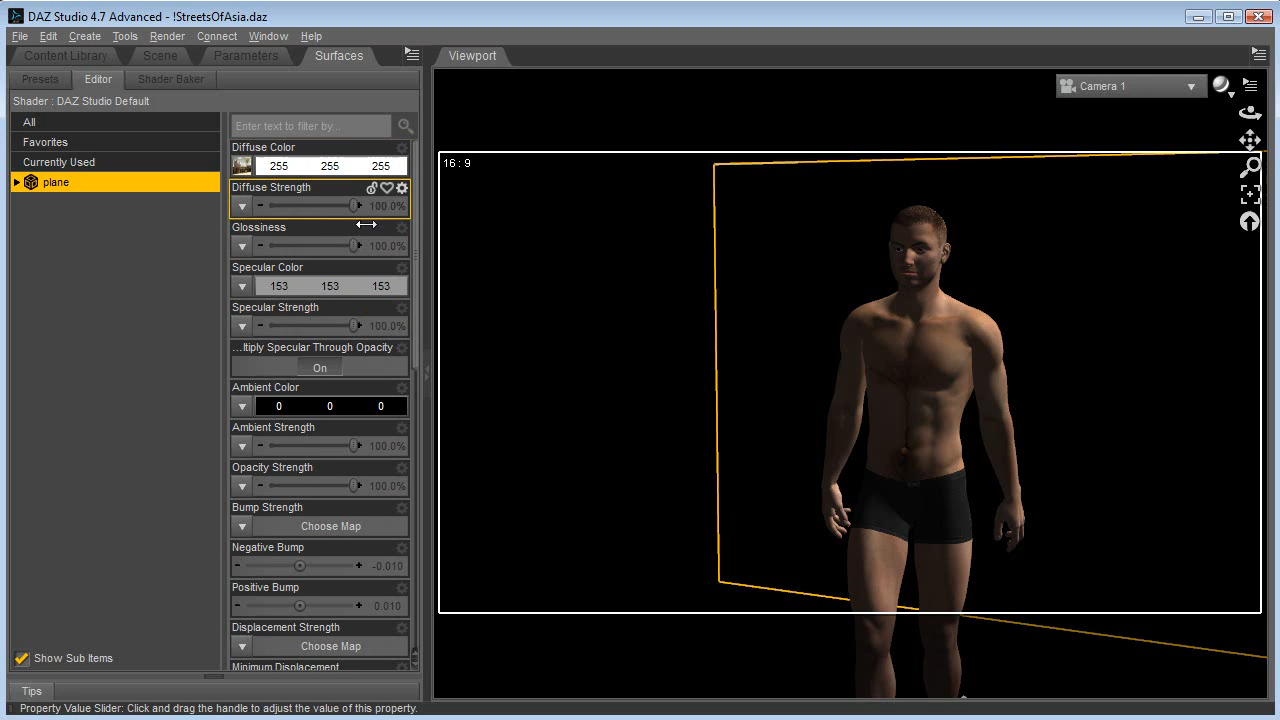 DAZ Studio 4.7 Advanced - !StreetsOfAsia.daz
File Edit Create Tools Render Connect Window Help
Content Library Scene Parameters Surfaces Viewport
Presets Editor Shader Baker
Shader : DAZ Studio Default
Camera 1
All
Favorites
Currently Used
plane
Enter text to filter by...
Diffuse Color
255 255 255
Diffuse Strength
100.0%
Glossiness
100.0%
Specular Color
153 153 153
Specular Strength
100.0%
...ltiply Specular Through Opacity
On
Ambient Color
0 0 0
Ambient Strength
100.0%
Opacity Strength
100.0%
Bump Strength
Choose Map
Negative Bump
-0.010
Positive Bump
0.010
Displacement Strength
Choose Map
Minimum Displacement
16 : 9
Show Sub Items
Tips
Property Value Slider: Click and drag the handle to adjust the value of this property.